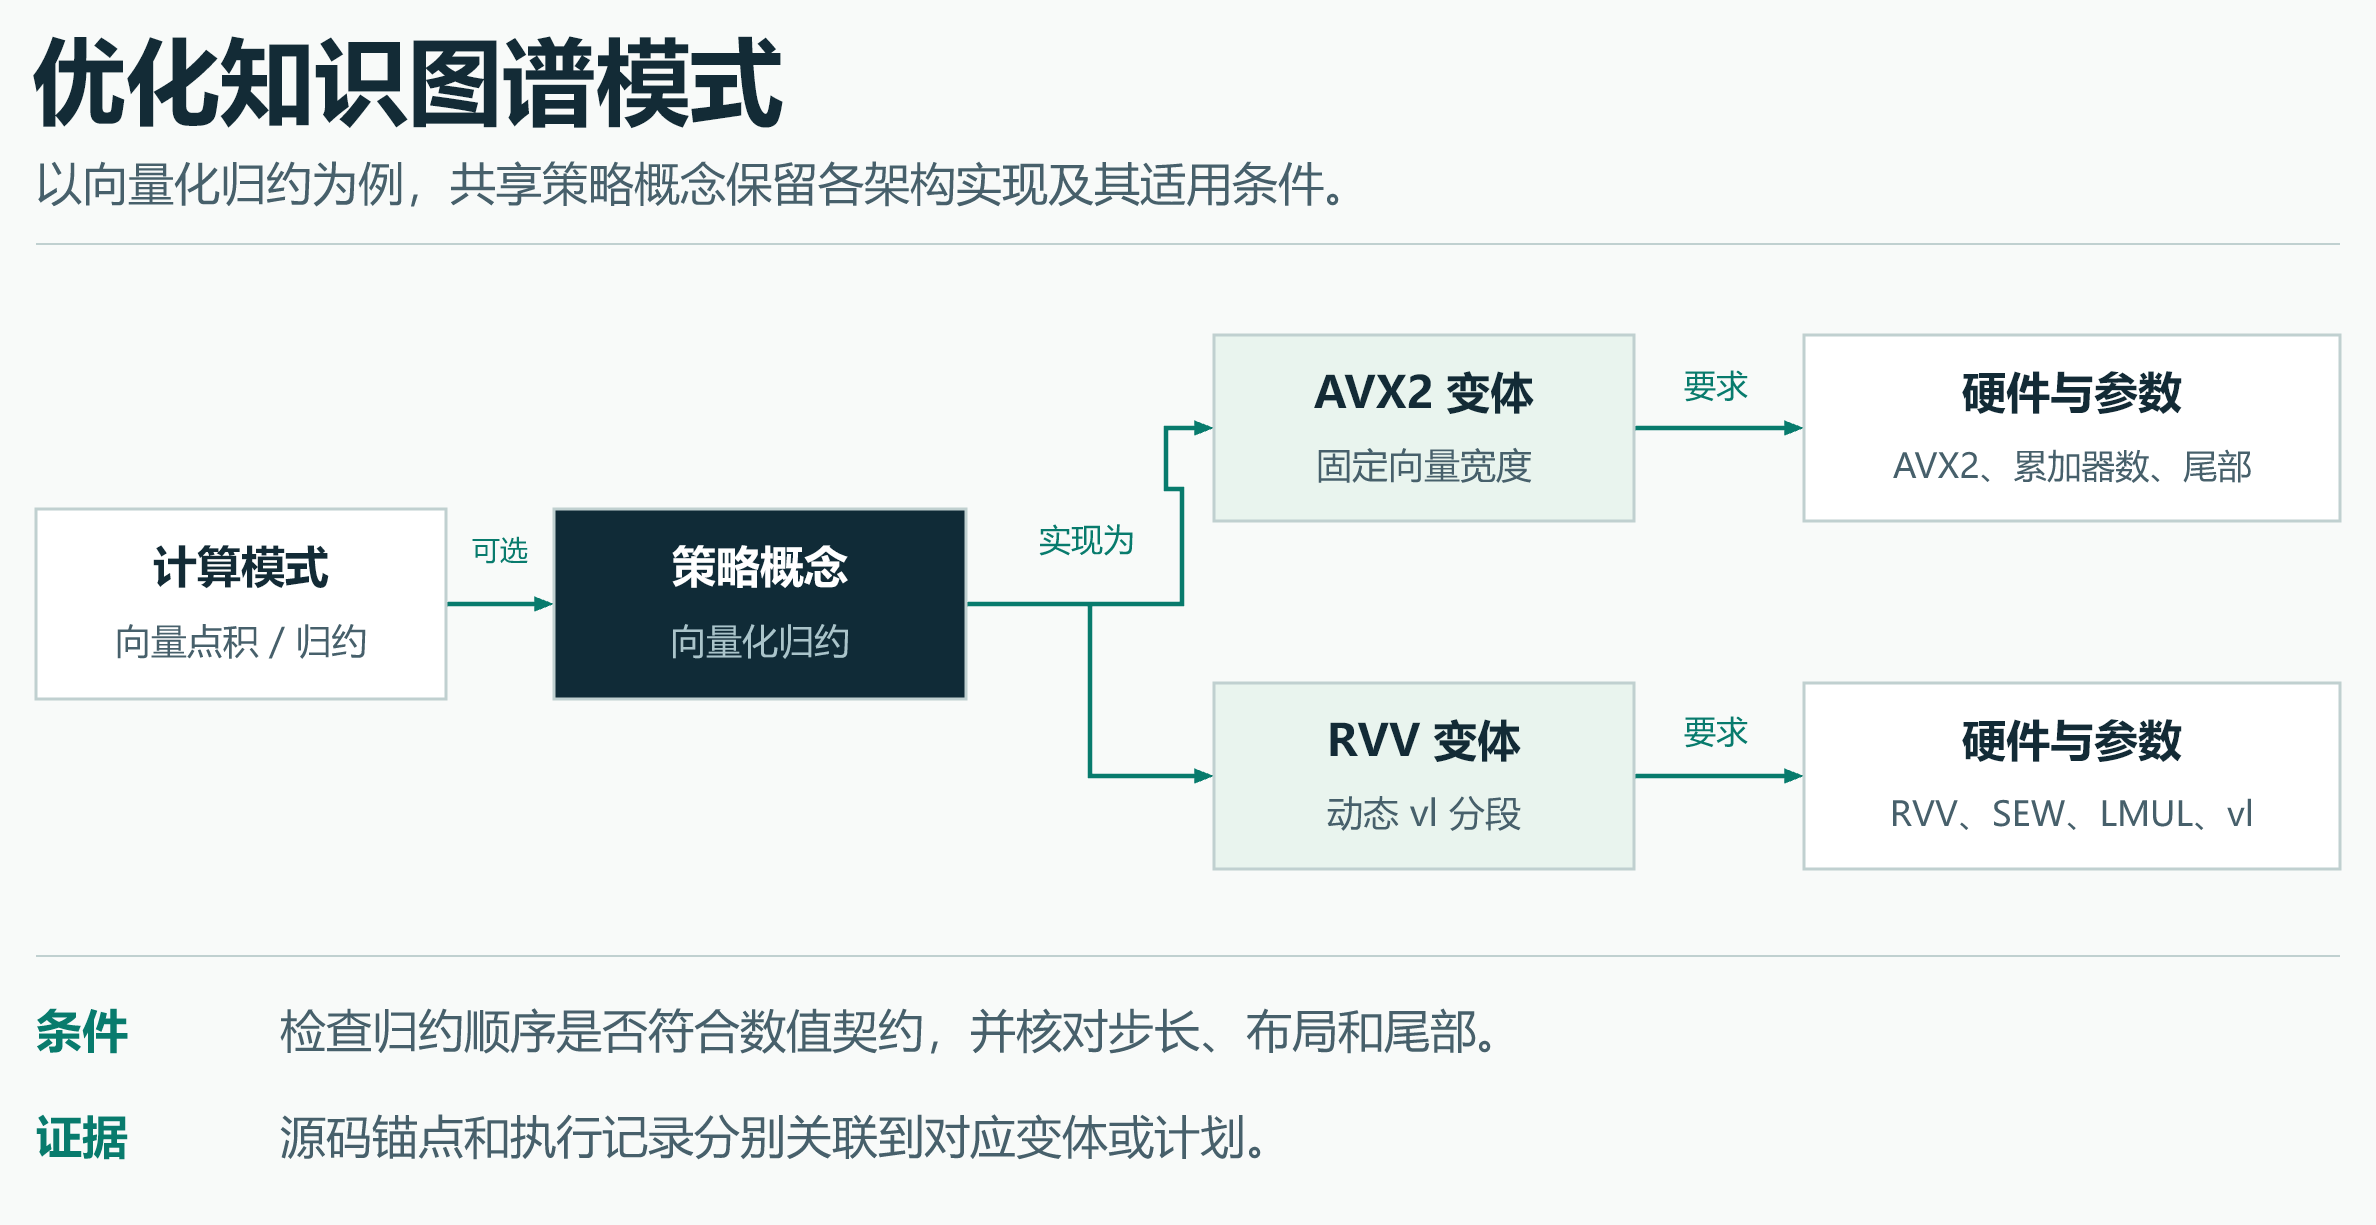 优化知识图谱模式
以向量化归约为例，共享策略概念保留各架构实现及其适用条件。
计算模式
向量点积 / 归约
可选
策略概念
向量化归约
实现为
AVX2 变体
固定向量宽度
要求
硬件与参数
AVX2、累加器数、尾部
RVV 变体
动态 vl 分段
要求
硬件与参数
RVV、SEW、LMUL、vl
条件
检查归约顺序是否符合数值契约，并核对步长、布局和尾部。
证据
源码锚点和执行记录分别关联到对应变体或计划。